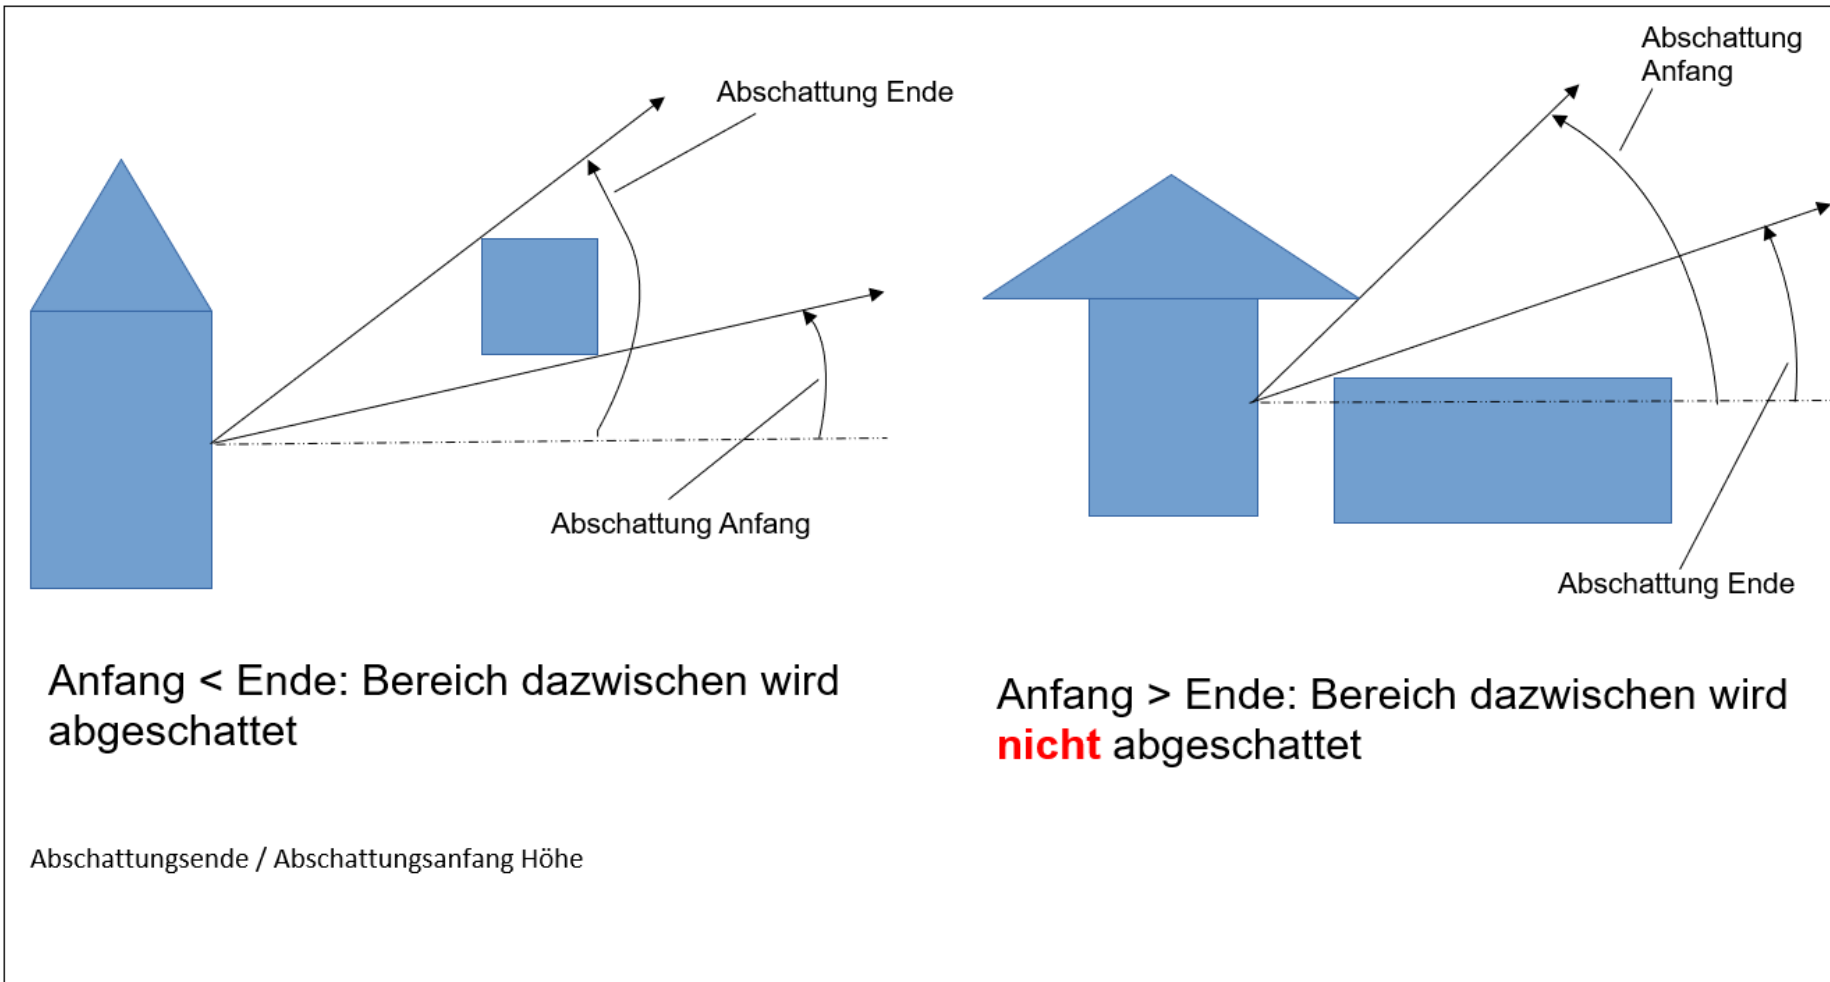 Abschattung Ende
Abschattung Anfang
Anfang < Ende: Bereich dazwischen wird
abgeschattet
Abschattung
Anfang
Abschattung Ende
Anfang > Ende: Bereich dazwischen wird
nicht abgeschattet
Abschattungsende / Abschattungsanfang Höhe